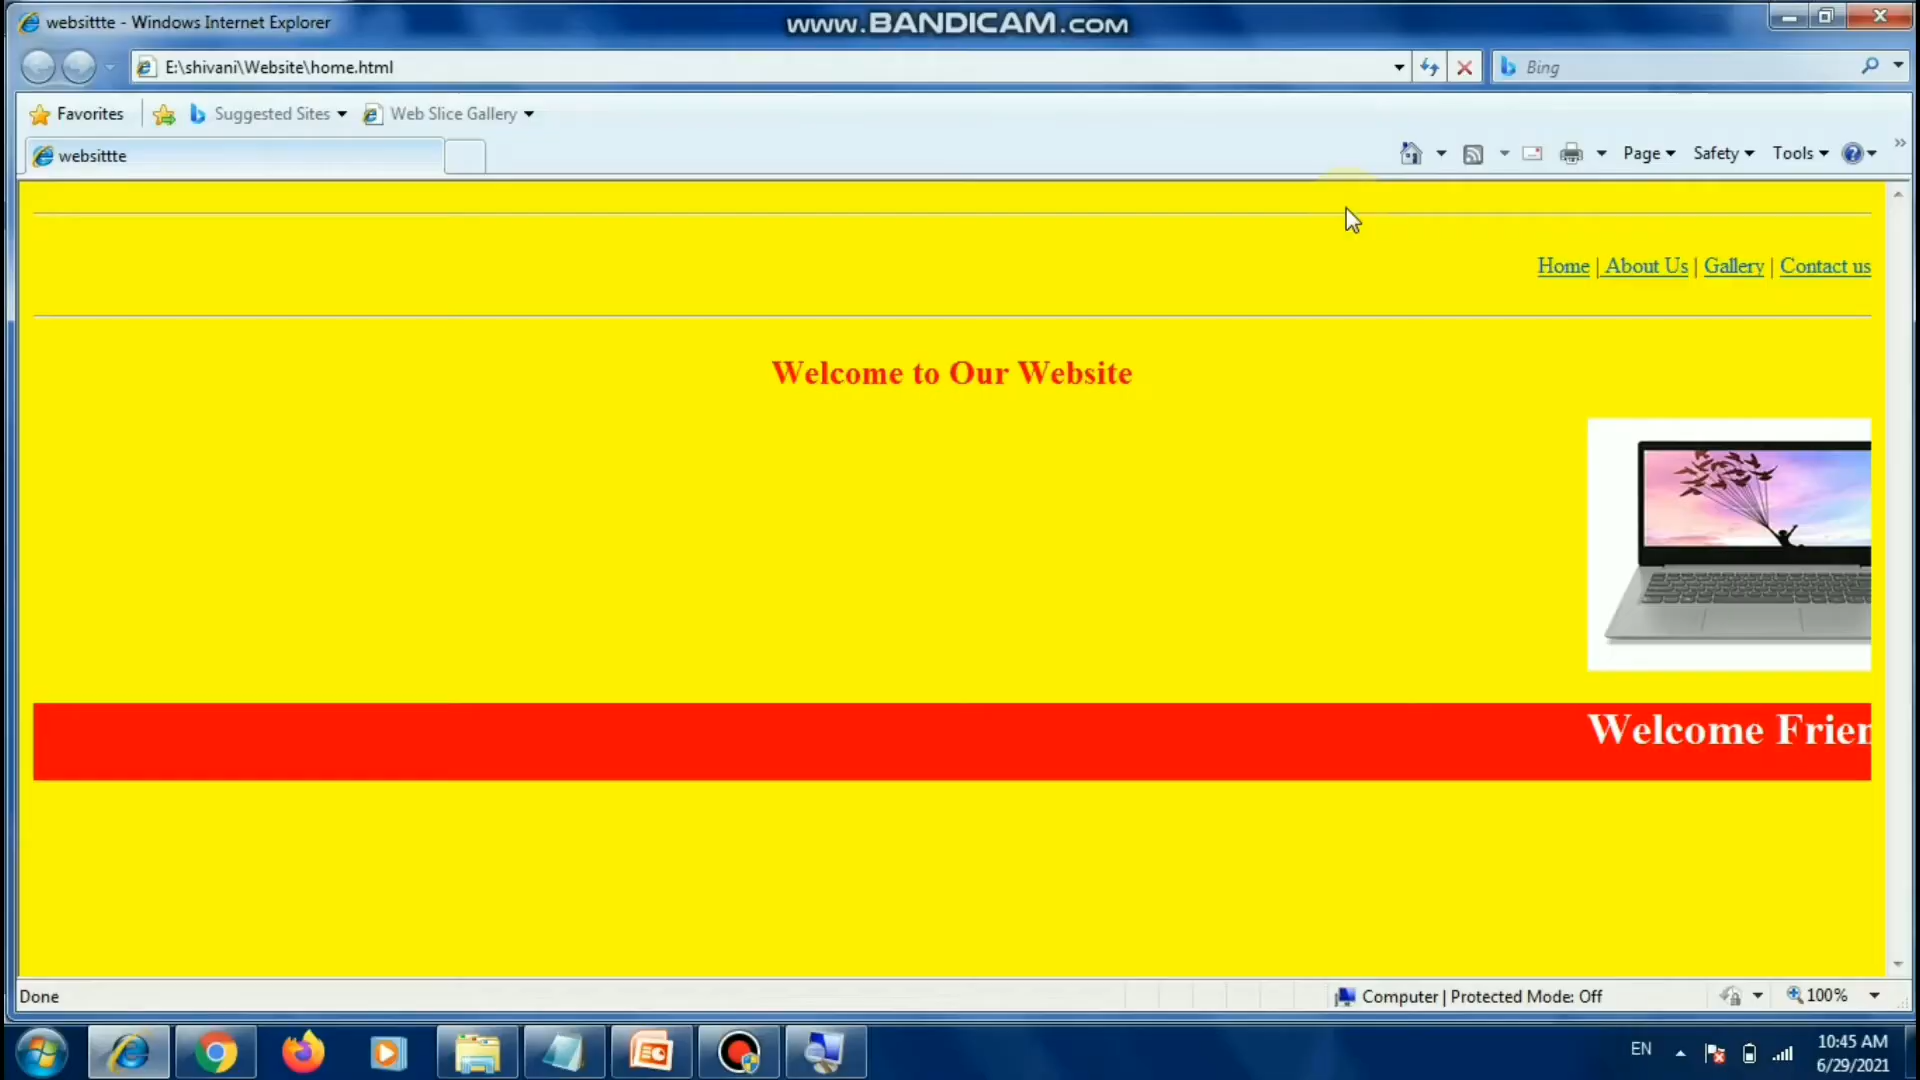 websittte - Windows Internet Explorer
www.BANDICAM.com
E:\shivani\Website\home.html
Bing
Favorites
Suggested Sites
Web Slice Gallery
websittte
Page
Safety
Tools
Home | About Us | Gallery | Contact us
Welcome to Our Website
Welcome Frien
Done
Computer | Protected Mode: Off
100%
EN
10:45 AM
6/29/2021